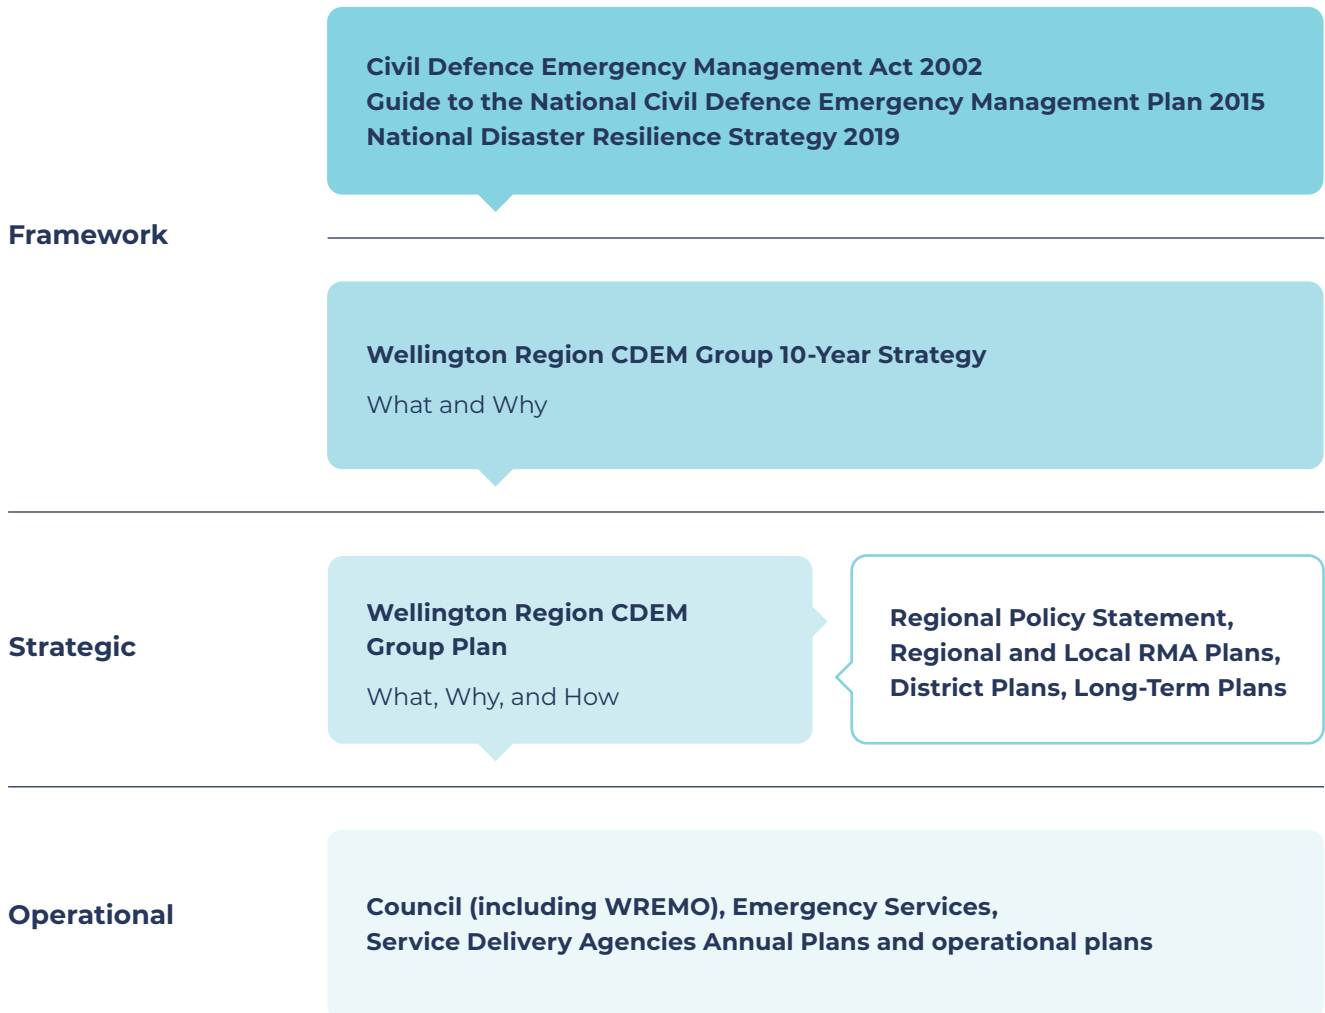 Civil Defence Emergency Management Act 2002
Guide to the National Civil Defence Emergency Management Plan 2015
National Disaster Resilience Strategy 2019
Framework
Wellington Region CDEM Group 10-Year Strategy
What and Why
Strategic
Wellington Region CDEM
Group Plan
What, Why, and How
Regional Policy Statement,
Regional and Local RMA Plans,
District Plans, Long-Term Plans
Operational
Council (including WREMO), Emergency Services,
Service Delivery Agencies Annual Plans and operational plans